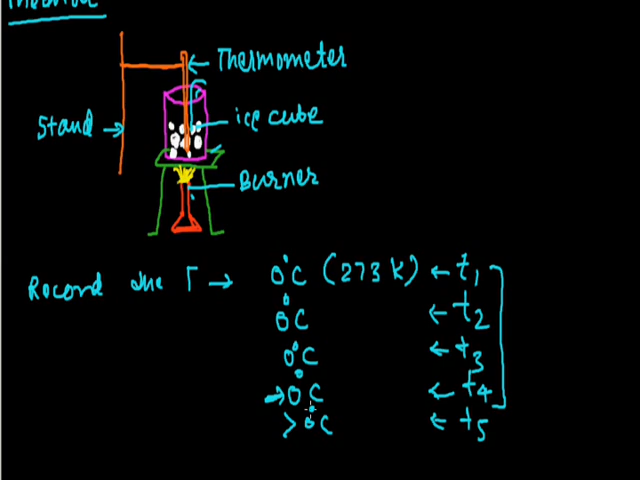 Thermometer
Stand
ice cube
Burner
Record the T → 0°C (273 K) ← t1
0°C ← t2
0°C ← t3
→ 0°C ← t4
> 0°C ← t5